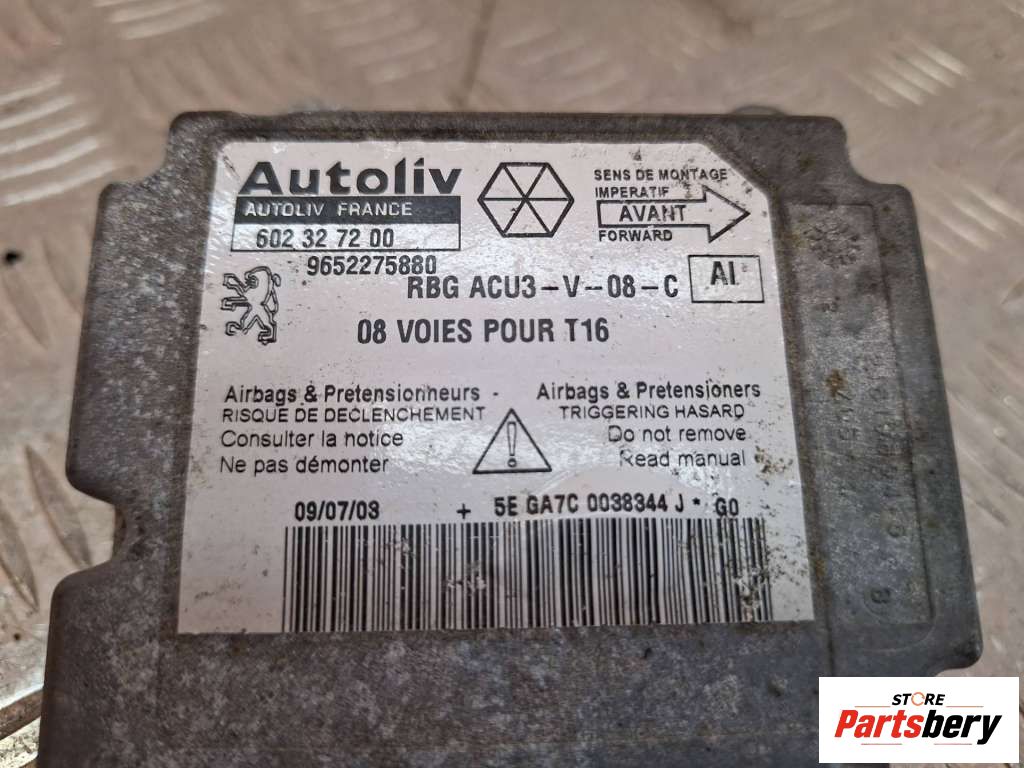 Autoliv
AUTOLIV FRANCE
602 32 72 00
9652275880
SENS DE MONTAGE
IMPERATIF
AVANT
FORWARD
RBG ACU3-V-08-C
AI
08 VOIES POUR T16
Airbags & Pretensionneurs -
RISQUE DE DECLENCHEMENT
Consulter la notice
Ne pas démonter
Airbags & Pretensioners
TRIGGERING HASARD
Do not remove
Read manual
09/07/03 + 5E GA7C 0038344 J * G0
STORE
Partsbery